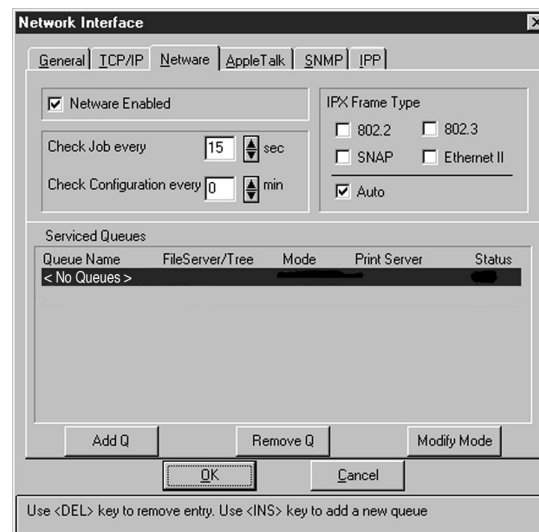 Network Interface
General TCP/IP Netware AppleTalk SNMP IPP
Netware Enabled
Check Job every 15 sec
Check Configuration every 0 min
IPX Frame Type
802.2 802.3
SNAP Ethernet II
Auto
Serviced Queues
Queue Name FileServer/Tree Mode Print Server Status
< No Queues >
Add Q Remove Q Modify Mode
OK Cancel
Use <DEL> key to remove entry. Use <INS> key to add a new queue